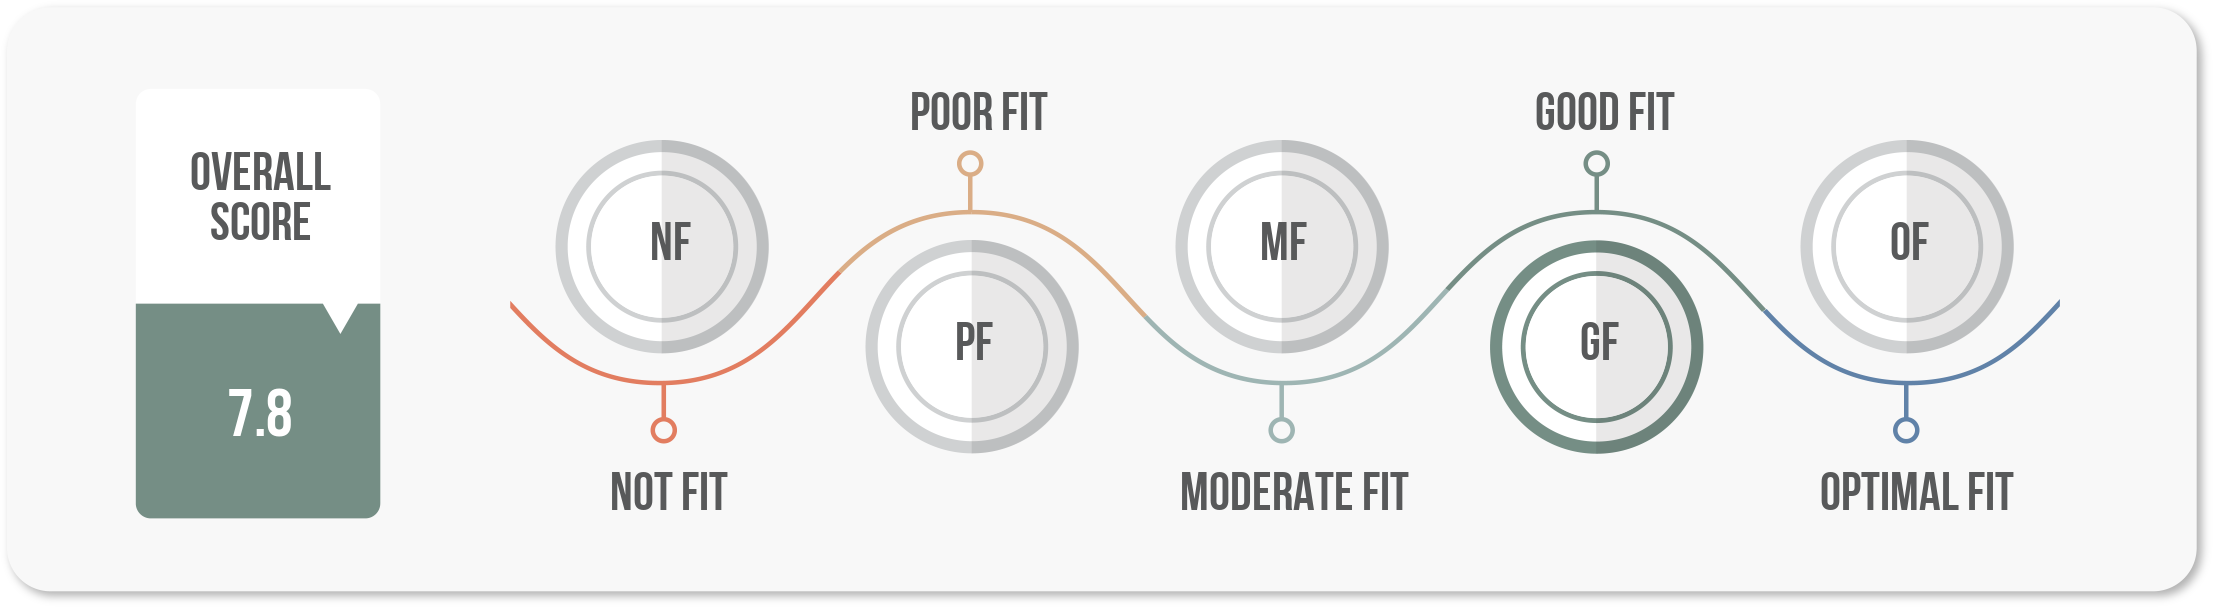 OVERALL
SCORE
7.8
NF
NOT FIT
POOR FIT
PF
MF
MODERATE FIT
GOOD FIT
GF
OF
OPTIMAL FIT